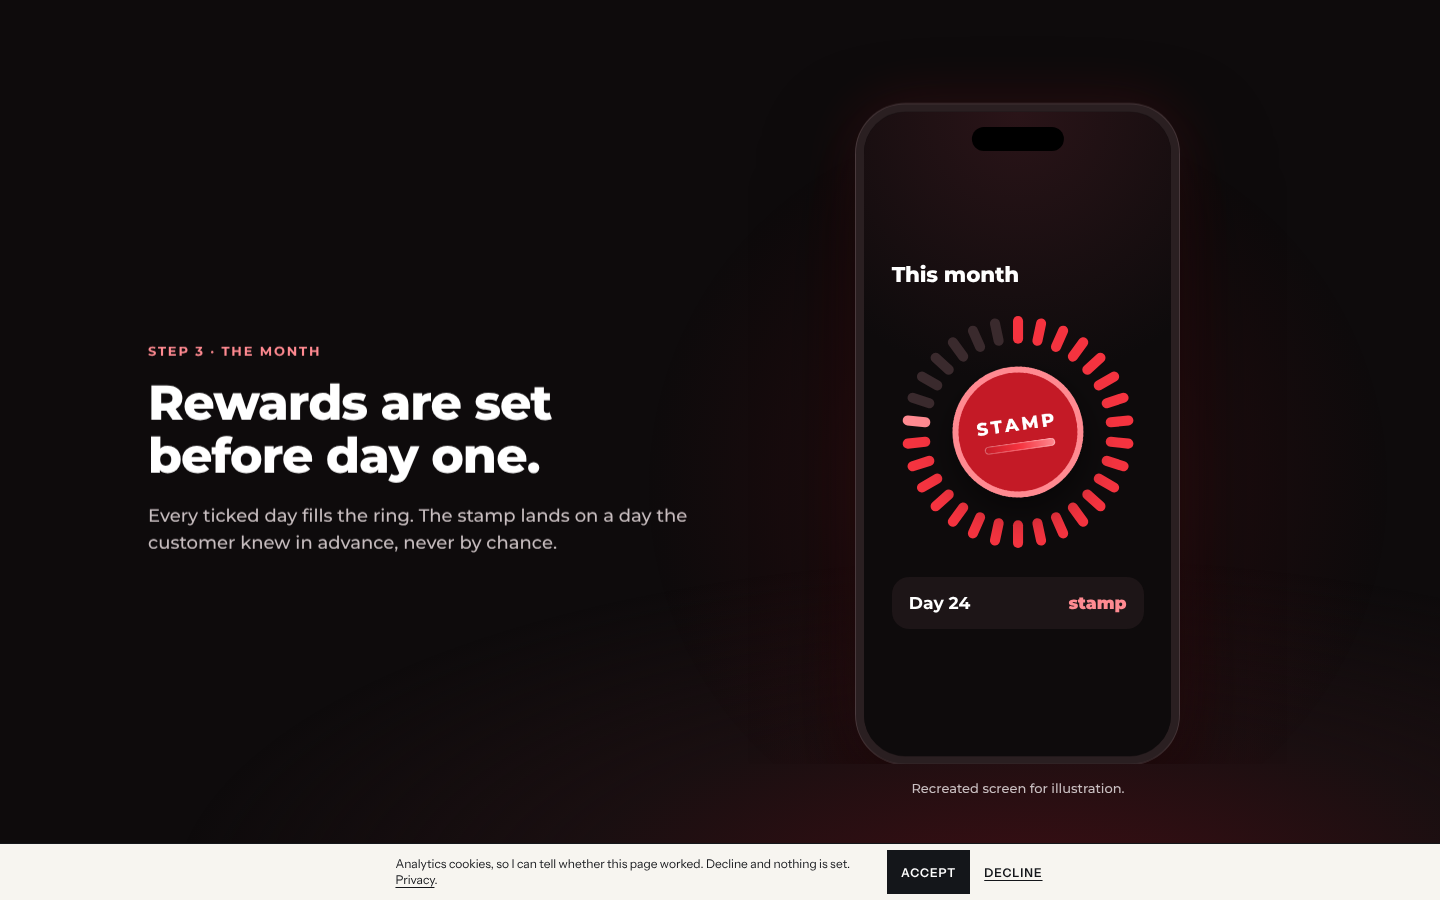 STEP 3 · THE MONTH
Rewards are set
before day one.
Every ticked day fills the ring. The stamp lands on a day the
customer knew in advance, never by chance.
This month
STAMP
Day 24
stamp
Recreated screen for illustration.
Analytics cookies, so I can tell whether this page worked. Decline and nothing is set.
Privacy.
ACCEPT
DECLINE